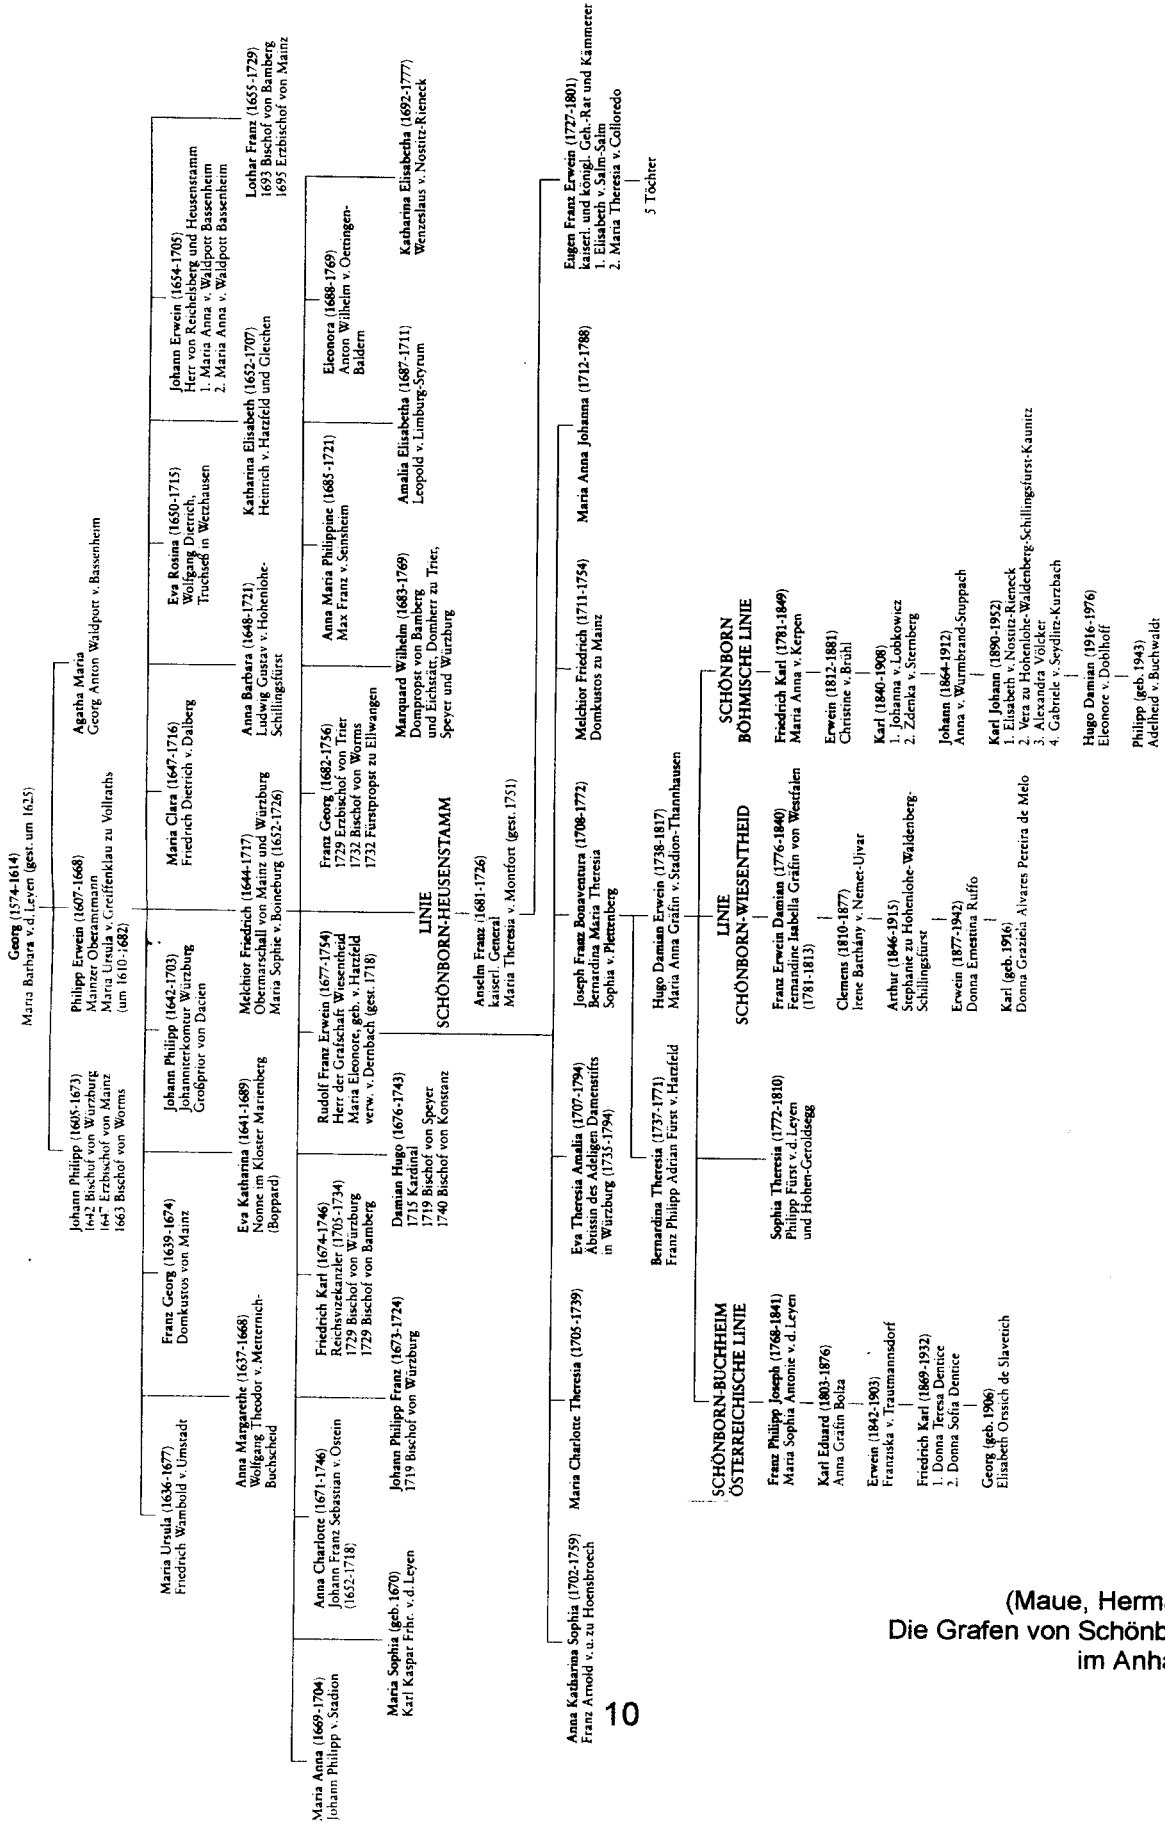 Georg (1574-1614)
Maria Barbara v.d. Leven (gest. um 1625)
Johann Philipp (1605-1673)
1642 Bischof von Würzburg
1647 Erzbischof von Mainz
1663 Bischof von Worms
Philipp Erwein (1607-1668)
Mainzer Oberamtmann
Maria Ursula v. Greiffenklau zu Vollraths
(um 1610-1682)
Agatha Maria
Georg Anton Waldpott v. Bassenheim
Maria Ursula (1636-1677)
Friedrich Wambold v. Umstadt
Anna Margarethe (1637-1668)
Wolfgang Theodor v. Metternich-
Buchscheid
Franz Georg (1639-1674)
Domkustos von Mainz
Eva Katharina (1641-1689)
Nonne im Kloster Marienberg
(Boppard)
Johann Philipp (1642-1703)
Johanniterkomtur Würzburg
Großprior von Dacien
Melchior Friedrich (1644-1717)
Obermarschall von Mainz und Würzburg
Maria Sophie v. Boineburg (1652-1726)
Maria Clara (1647-1716)
Friedrich Dietrich v. Dalberg
Anna Barbara (1648-1721)
Ludwig Gustav v. Hohenlohe-
Schillingsfürst
Eva Rosina (1650-1715)
Wolfgang Dietrich,
Truchseß in Wetzhausen
Katharina Elisabeth (1652-1707)
Heinrich v. Hatzfeld und Gleichen
Johann Erwein (1654-1705)
Herr von Reichelsberg und Heusenstamm
1. Maria Anna v. Waldpott Bassenheim
2. Maria Anna v. Waldpott Bassenheim
Lothar Franz (1655-1729)
1693 Bischof von Bamberg
1695 Erzbischof von Mainz
Maria Anna (1669-1704)
Johann Philipp v. Stadion
Maria Sophia (geb. 1670)
Karl Kaspar Frhr. v.d. Leyen
Anna Charlotte (1671-1746)
Johann Franz Sebastian v. Ostein
(1652-1718)
Johann Philipp Franz (1673-1724)
1719 Bischof von Würzburg
Friedrich Karl (1674-1746)
Reichsvizekanzler (1705-1734)
1729 Bischof von Würzburg
1729 Bischof von Bamberg
Damian Hugo (1676-1743)
1715 Kardinal
1719 Bischof von Speyer
1740 Bischof von Konstanz
Rudolf Franz Erwein (1677-1754)
Herr der Grafschaft Wiesentheid
Maria Eleonore, geb. v. Hatzfeld
verw. v. Dernbach (gest. 1718)
LINIE
SCHÖNBORN-HEUSENSTAMM
Anselm Franz (1681-1726)
kaiserl. General
Maria Theresia v. Montfort (gest. 1751)
Franz Georg (1682-1756)
1729 Erzbischof von Trier
1732 Bischof von Worms
1732 Fürstpropst zu Ellwangen
Marquard Wilhelm (1683-1769)
Dompropst von Bamberg
und Eichstätt, Domherr zu Trier,
Speyer und Würzburg
Anna Maria Philippine (1685-1721)
Max Franz v. Seinsheim
Amalia Elisabetha (1687-1711)
Leopold v. Limburg-Styrum
Eleonora (1688-1769)
Anton Wilhelm v. Oettingen-
Baldern
Katharina Elisabetha (1692-1777)
Wenzeslaus v. Nostitz-Rieneck
Anna Katharina Sophia (1702-1759)
Franz Arnold v. u. zu Hoensbroech
Maria Charlotte Theresia (1705-1739)
Eva Theresia Amalia (1707-1794)
Äbtissin des Adeligen Damenstifts
in Würzburg (1735-1794)
Joseph Franz Bonaventura (1708-1772)
Bernardina Maria Theresia
Sophia v. Plettenberg
Melchior Friedrich (1711-1754)
Domkustos zu Mainz
Maria Anna Johanna (1712-1788)
Eugen Franz Erwein (1727-1801)
kaiserl. und königl. Geh.-Rat und Kämmerer
1. Elisabeth v. Salm-Salm
2. Maria Theresia v. Colloredo
5 Töchter
Bernardina Theresia (1737-1771)
Franz Philipp Adrian Fürst v. Hatzfeld
Hugo Damian Erwein (1738-1817)
Maria Anna Gräfin v. Stadion-Thannhausen
SCHÖNBORN-BUCHHEIM
ÖSTERREICHISCHE LINIE
Franz Philipp Joseph (1768-1841)
Maria Sophia Antonie v. d. Leyen
Karl Eduard (1803-1876)
Anna Gräfin Bolza
Erwein (1842-1903)
Franziska v. Trautmannsdorf
Friedrich Karl (1869-1932)
1. Donna Teresa Dentice
2. Donna Sofia Dentice
Georg (geb. 1906)
Elisabeth Orssich de Slavetich
Sophia Theresia (1772-1810)
Philipp Fürst v. d. Leyen
und Hohen-Geroldsegg
LINIE
SCHÖNBORN-WIESENTHEID
Franz Erwein Damian (1776-1840)
Fernandine Isabella Gräfin von Westfalen
(1781-1813)
Clemens (1810-1877)
Irene Batthány v. Nemet-Ujvar
Arthur (1846-1915)
Stephanie zu Hohenlohe-Waldenberg-
Schillingsfürst
Erwein (1877-1942)
Donna Ernestina Ruffo
Karl (geb. 1916)
Donna Graziela Alvares Pereira de Melo
SCHÖNBORN
BÖHMISCHE LINIE
Friedrich Karl (1781-1849)
Maria Anna v. Kerpen
Erwein (1812-1881)
Christine v. Brühl
Karl (1840-1908)
1. Johanna v. Lobkowicz
2. Zdenka v. Sternberg
Johann (1864-1912)
Anna v. Wurmbrand-Stuppach
Karl Johann (1890-1952)
1. Elisabeth v. Nostitz-Rieneck
2. Vera zu Hohenlohe-Waldenberg-Schillingsfürst-Kaunitz
3. Alexandra Völcker
4. Gabriele v. Seydlitz-Kurzbach
Hugo Damian (1916-1976)
Eleonore v. Doblhoff
Philipp (geb. 1943)
Adelheid v. Buchwaldt
(Maue, Herma
Die Grafen von Schönb
im Anha
10